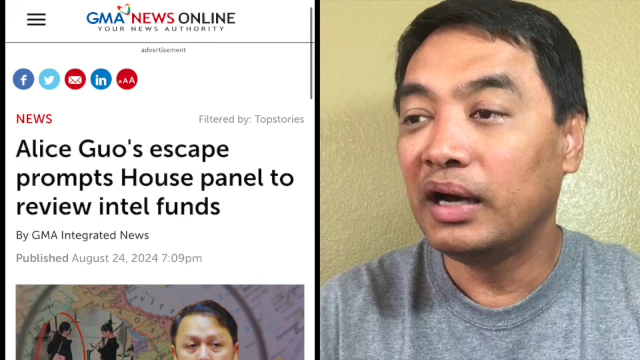 GMA NEWS ONLINE
YOUR NEWS AUTHORITY
advertisement
AAA
NEWS
Filtered by: Topstories
Alice Guo's escape
prompts House panel to
review intel funds
By GMA Integrated News
Published August 24, 2024 7:09pm